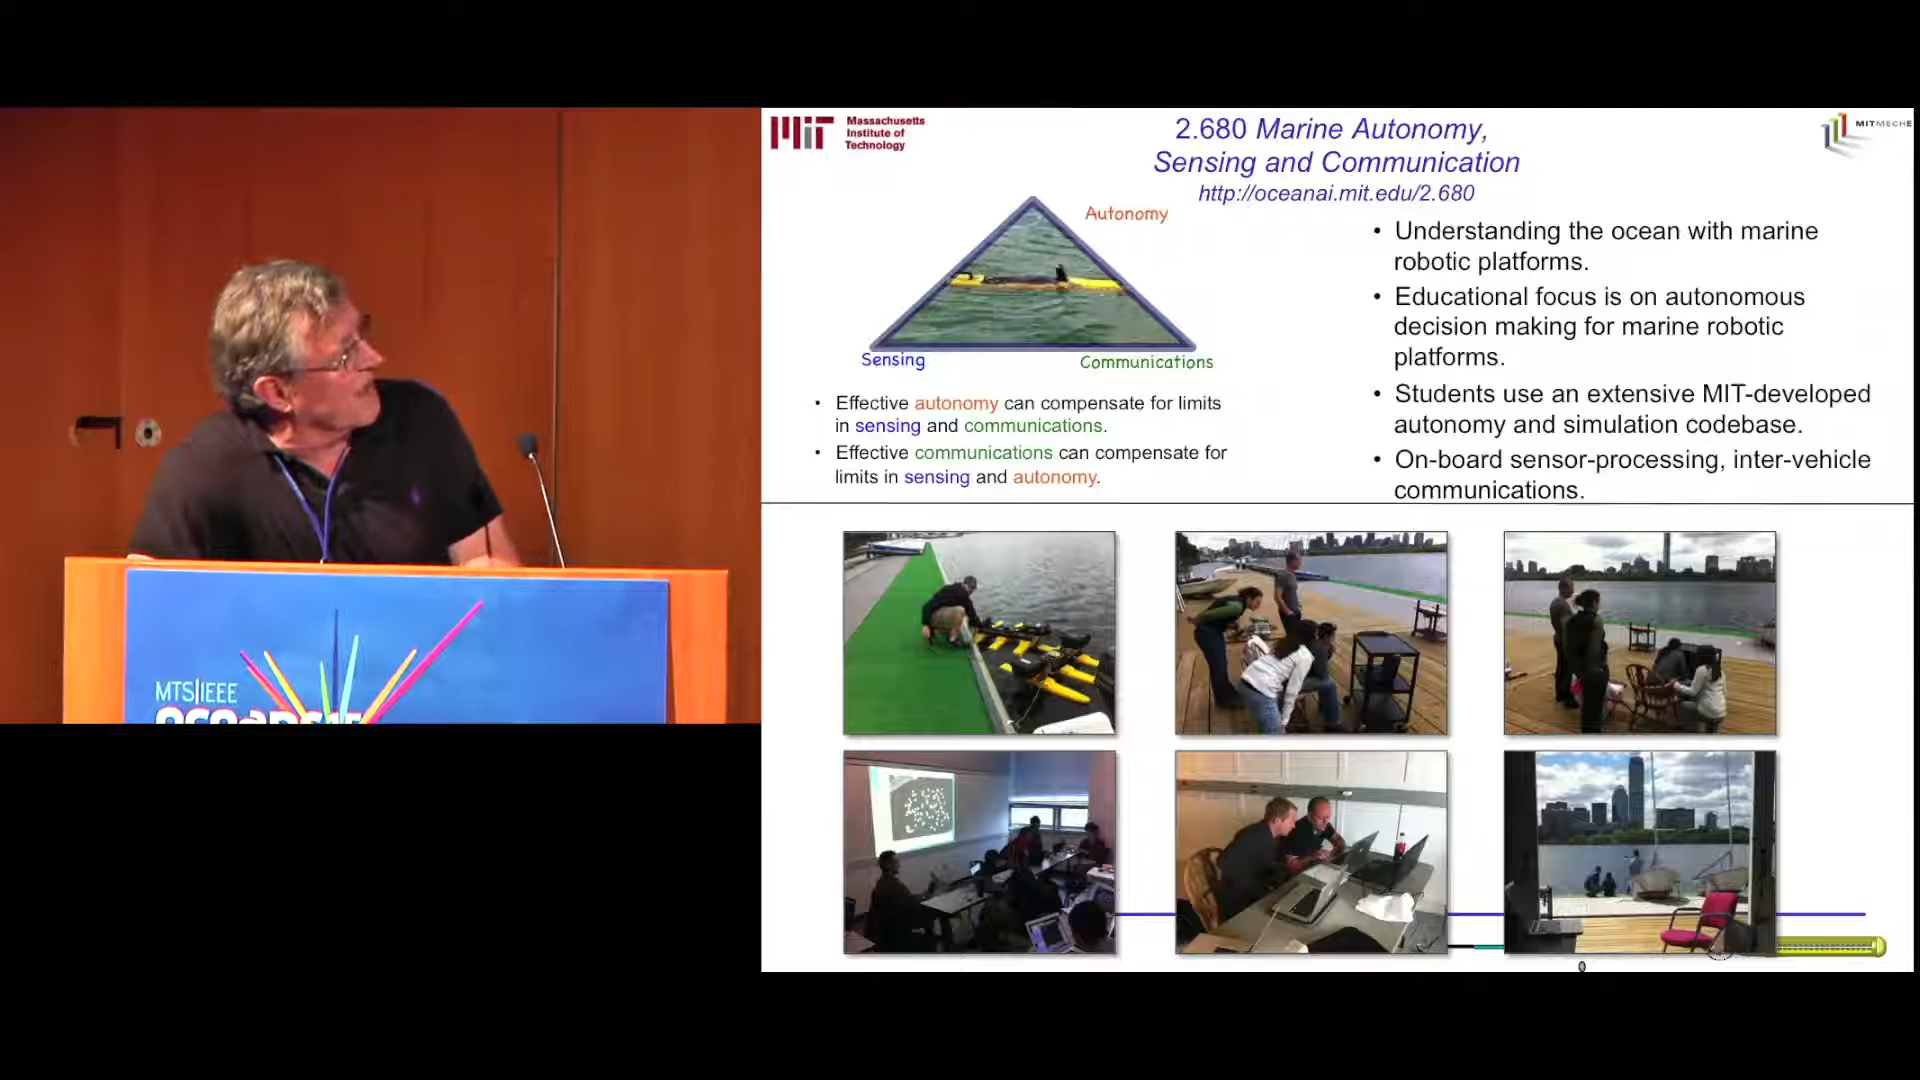 MIT Massachusetts
Institute of
Technology
2.680 Marine Autonomy,
Sensing and Communication
http://oceanai.mit.edu/2.680
MITMECHE
Autonomy
Sensing
Communications
• Effective autonomy can compensate for limits
in sensing and communications.
• Effective communications can compensate for
limits in sensing and autonomy.
• Understanding the ocean with marine
robotic platforms.
• Educational focus is on autonomous
decision making for marine robotic
platforms.
• Students use an extensive MIT-developed
autonomy and simulation codebase.
• On-board sensor-processing, inter-vehicle
communications.
MTS|IEEE